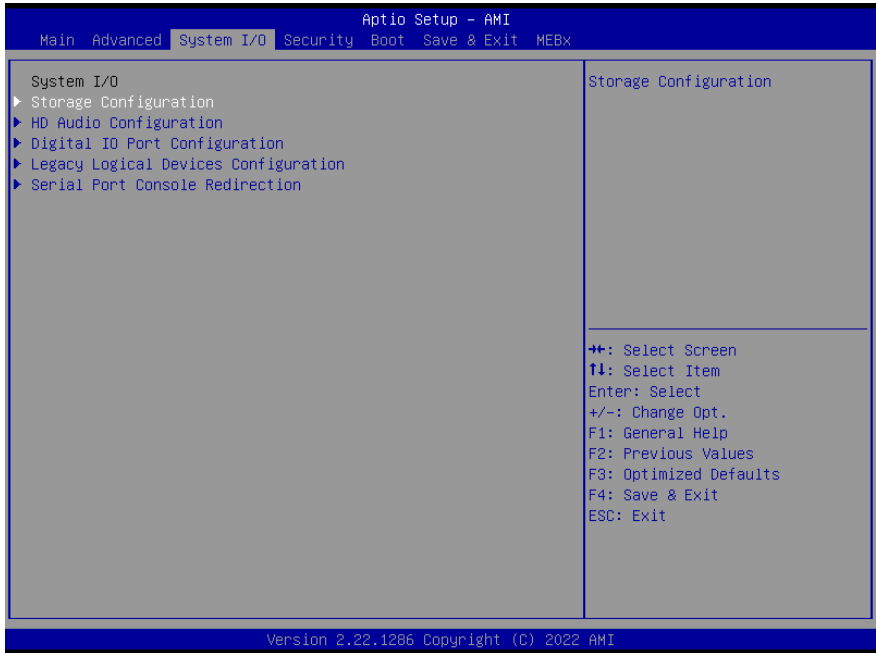 Aptio Setup – AMI
Main Advanced System I/O Security Boot Save & Exit MEBx
System I/O
Storage Configuration
HD Audio Configuration
Digital IO Port Configuration
Legacy Logical Devices Configuration
Serial Port Console Redirection
Storage Configuration
→←: Select Screen
↑↓: Select Item
Enter: Select
+/-: Change Opt.
F1: General Help
F2: Previous Values
F3: Optimized Defaults
F4: Save & Exit
ESC: Exit
Version 2.22.1286 Copyright (C) 2022 AMI